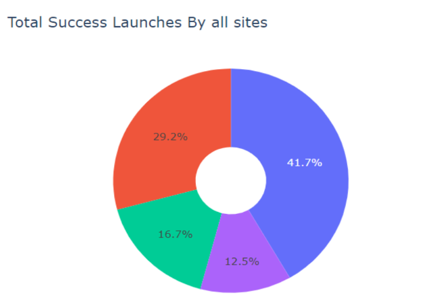 Total Success Launches By all sites
29.2%
41.7%
16.7%
12.5%